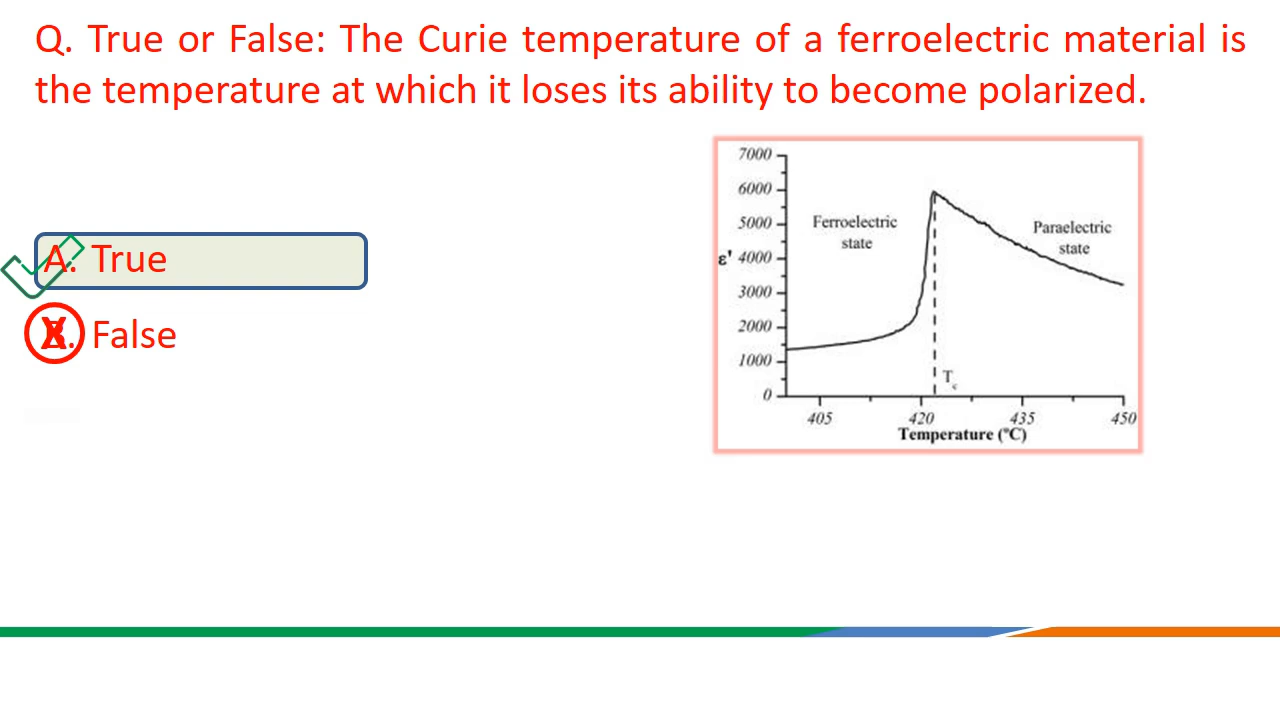 Q. True or False: The Curie temperature of a ferroelectric material is
the temperature at which it loses its ability to become polarized.
A. True
X False
7000
6000
5000
4000
3000
2000
1000
0
ε'
Ferroelectric
state
Paraelectric
state
Tc
405 420 435 450
Temperature (°C)